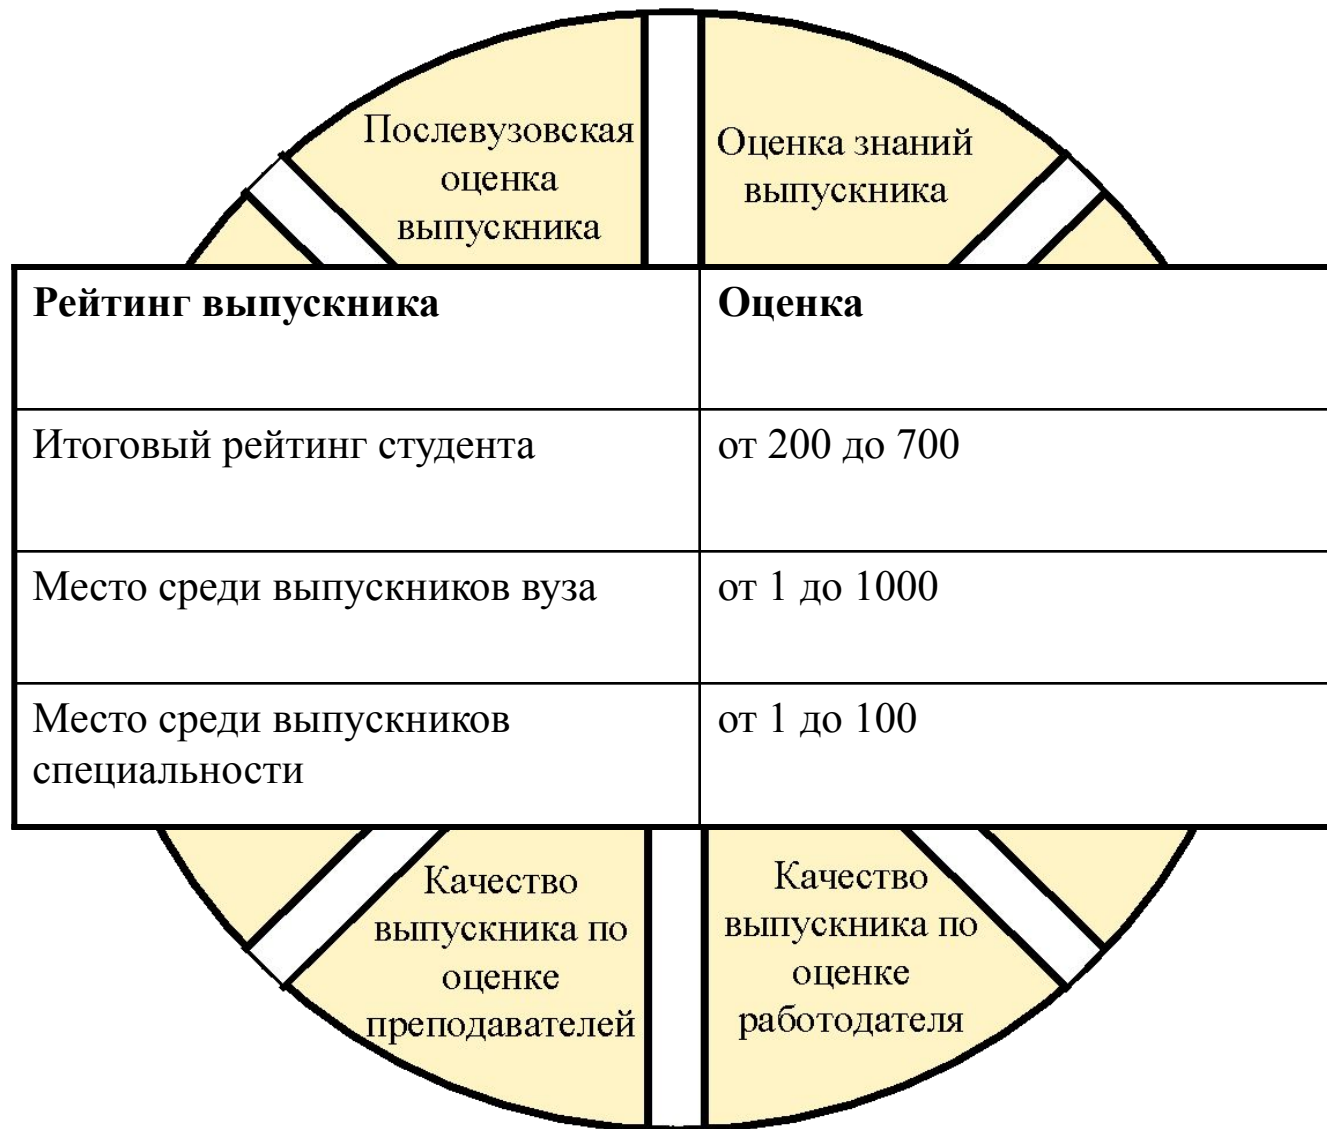 Послевузовская
оценка
выпускника
Оценка знаний
выпускника
Рейтинг выпускника
Оценка
Итоговый рейтинг студента
от 200 до 700
Место среди выпускников вуза
от 1 до 1000
Место среди выпускников
специальности
от 1 до 100
Качество
выпускника по
оценке
преподавателей
Качество
выпускника по
оценке
работодателя